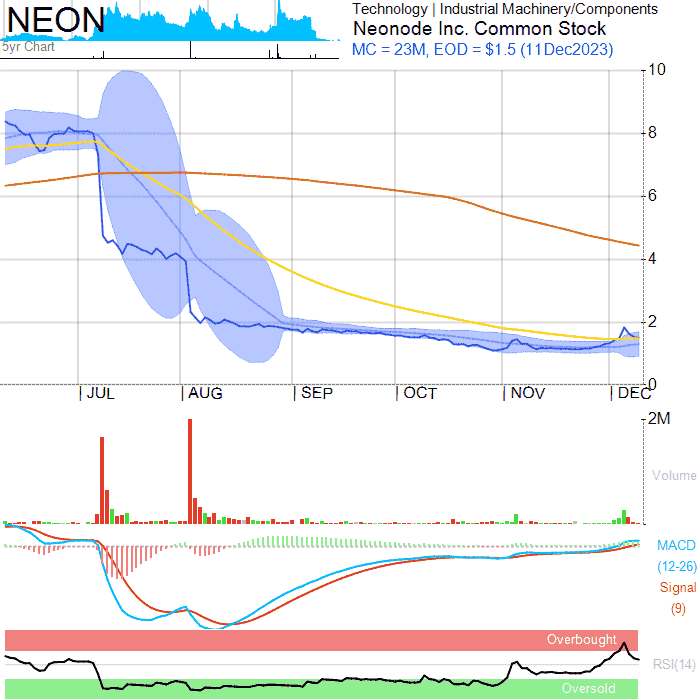 NEON
Technology | Industrial Machinery/Components
Neonode Inc. Common Stock
MC = 23M, EOD = $1.5 (11Dec2023)
5yr Chart
10
8
6
4
2
0
JUL
AUG
SEP
OCT
NOV
DEC
2M
Volume
MACD
(12-26)
Signal
(9)
Overbought
RSI(14)
Oversold